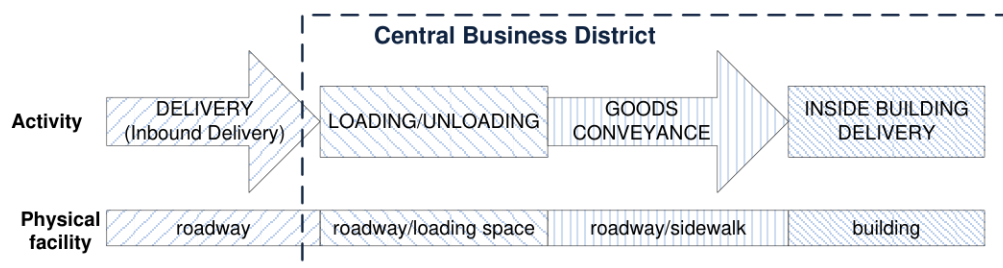 Central Business District
Activity
DELIVERY
(Inbound Delivery)
LOADING/UNLOADING
GOODS
CONVEYANCE
INSIDE BUILDING
DELIVERY
Physical
facility
roadway
roadway/loading space
roadway/sidewalk
building